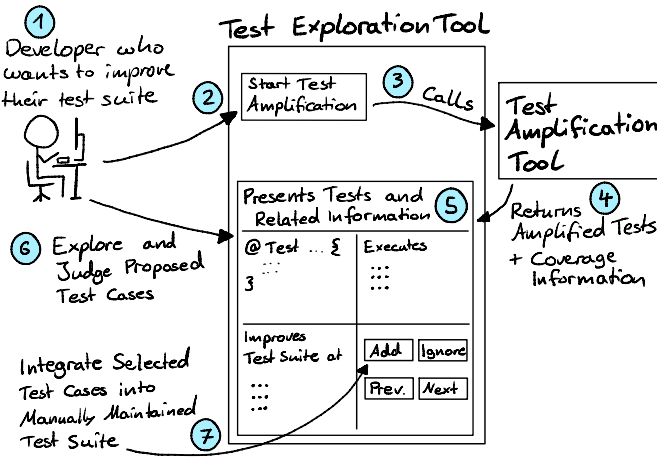 1
Developer who
wants to improve
their test suite
Test Exploration Tool
2
Start Test
Amplification
3
Calls
Test
Amplification
Tool
4
Returns
Amplified Tests
+ Coverage
Information
Presents Tests and
Related Information
5
@Test ... {
...
}
Executes
...
...
6
Explore and
Judge Proposed
Test Cases
Improves
Test Suite at
...
...
Add
Ignore
Prev.
Next
Integrate Selected
Test Cases into
Manually Maintained
Test Suite
7